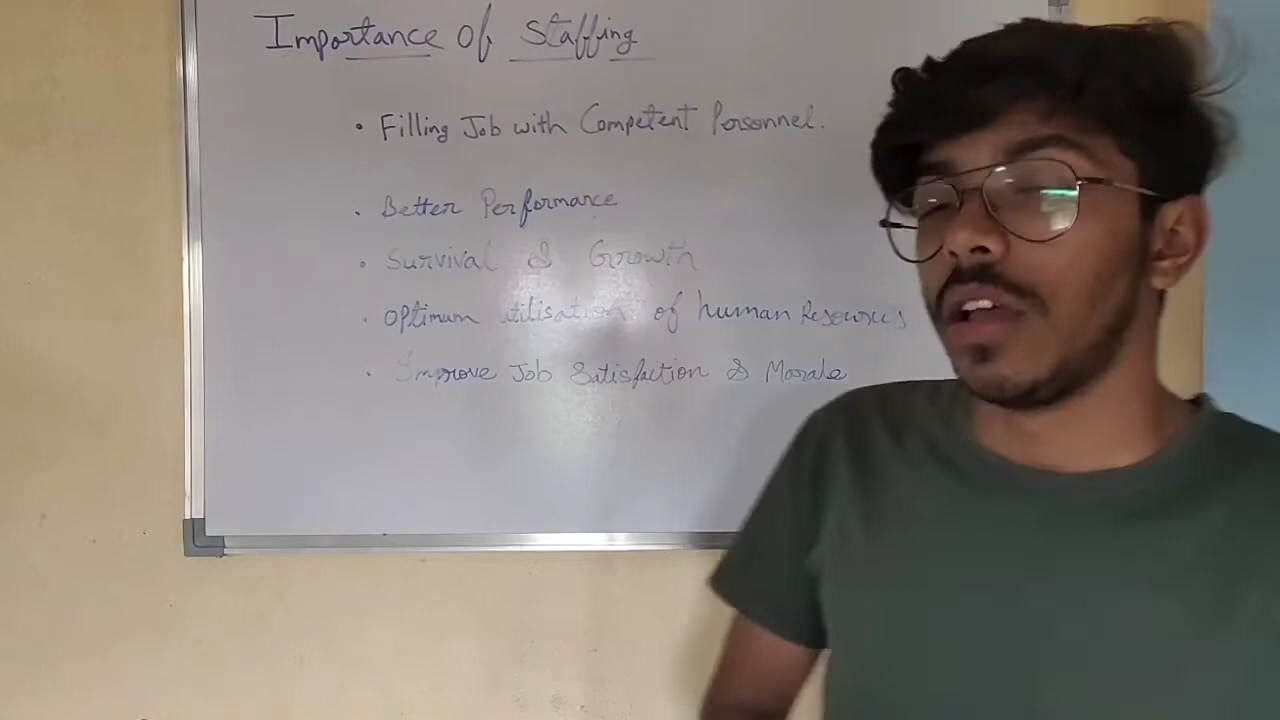 Importance Of Staffing
• Filling Job with Competent Personnel.
• Better Performance
• Survival & Growth
• Optimum utilisation of human Resources
• Improve Job Satisfaction & Morale